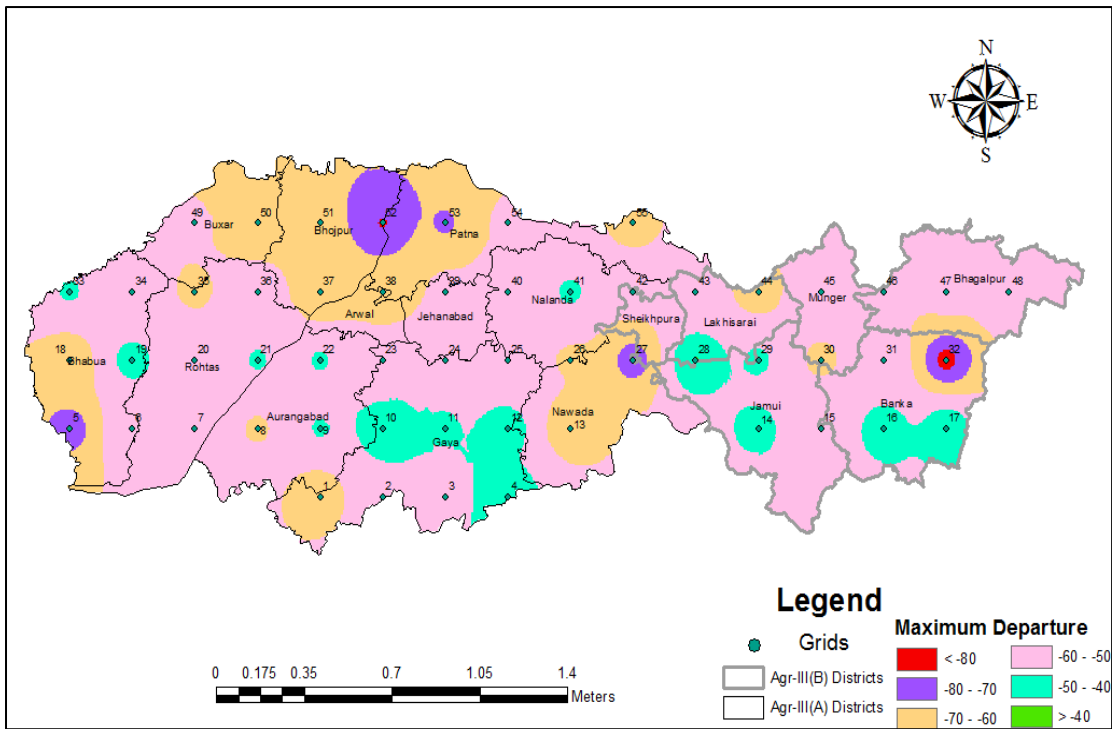 N
W E
S
49 50 51 52 53 54 55
Buxar Bhojpur Patna
33 34 35 36 37 38 39 40 41 42 43 44 45 46 47 48
Bhagalpur
Nalanda Munger
Arwal Jehanabad Sheikhpura Lakhisarai
18 19 20 21 22 23 24 25 26 27 28 29 30 31 32
Bhabua Rohtas
Banka
Jamui
Nawada
Aurangabad
5 6 7 8 9 10 11 12 13 14 15 16 17
Gaya
1 2 3 4
Legend
Grids
Agr-III(B) Districts
Agr-III(A) Districts
Maximum Departure
< -80
-80 - -70
-70 - -60
-60 - -50
-50 - -40
> -40
0 0.175 0.35 0.7 1.05 1.4
Meters